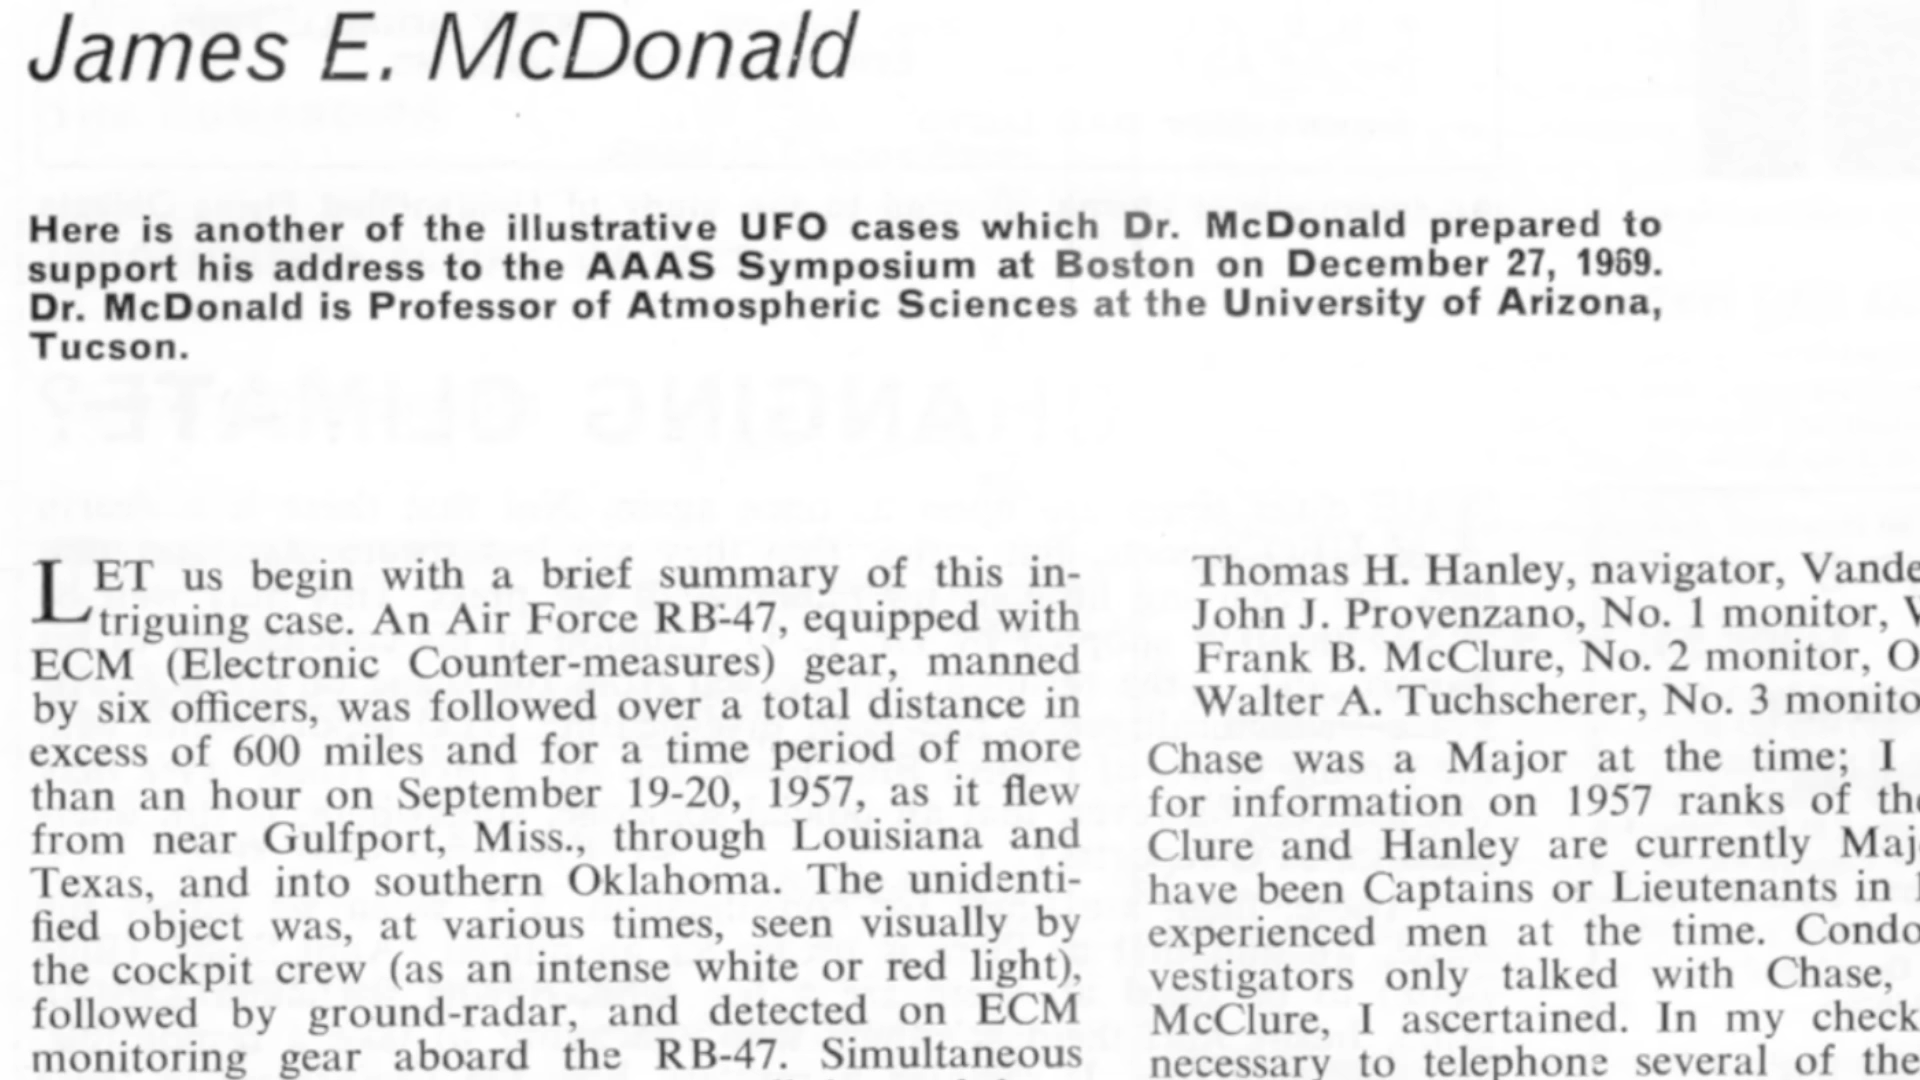 James E. McDonald
Here is another of the illustrative UFO cases which Dr. McDonald prepared to
support his address to the AAAS Symposium at Boston on December 27, 1969.
Dr. McDonald is Professor of Atmospheric Sciences at the University of Arizona,
Tucson.
LET us begin with a brief summary of this in-
triguing case. An Air Force RB-47, equipped with
ECM (Electronic Counter-measures) gear, manned
by six officers, was followed over a total distance in
excess of 600 miles and for a time period of more
than an hour on September 19-20, 1957, as it flew
from near Gulfport, Miss., through Louisiana and
Texas, and into southern Oklahoma. The unidenti-
fied object was, at various times, seen visually by
the cockpit crew (as an intense white or red light),
followed by ground-radar, and detected on ECM
monitoring gear aboard the RB-47. Simultaneous
Thomas H. Hanley, navigator, Vande
John J. Provenzano, No. 1 monitor,
Frank B. McClure, No. 2 monitor, O
Walter A. Tuchscherer, No. 3 monito
Chase was a Major at the time; I
for information on 1957 ranks of the
Clure and Hanley are currently Maj
have been Captains or Lieutenants in
experienced men at the time. Condo
vestigators only talked with Chase,
McClure, I ascertained. In my check
necessary to telephone several of the